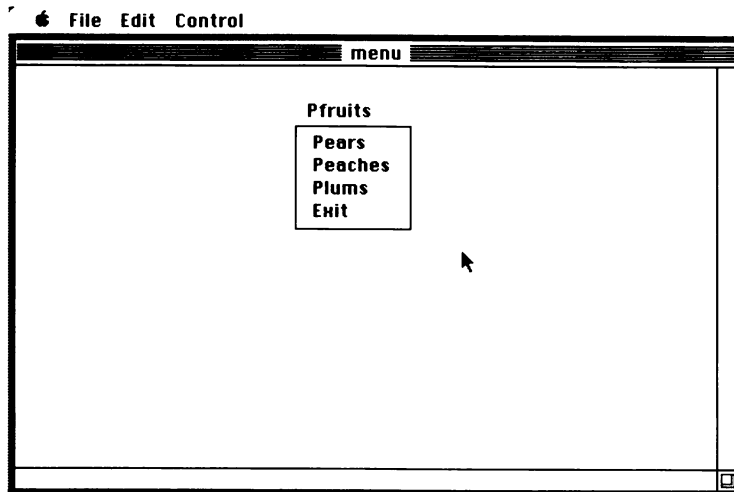 File Edit Control
menu
Pfruits
Pears
Peaches
Plums
Exit